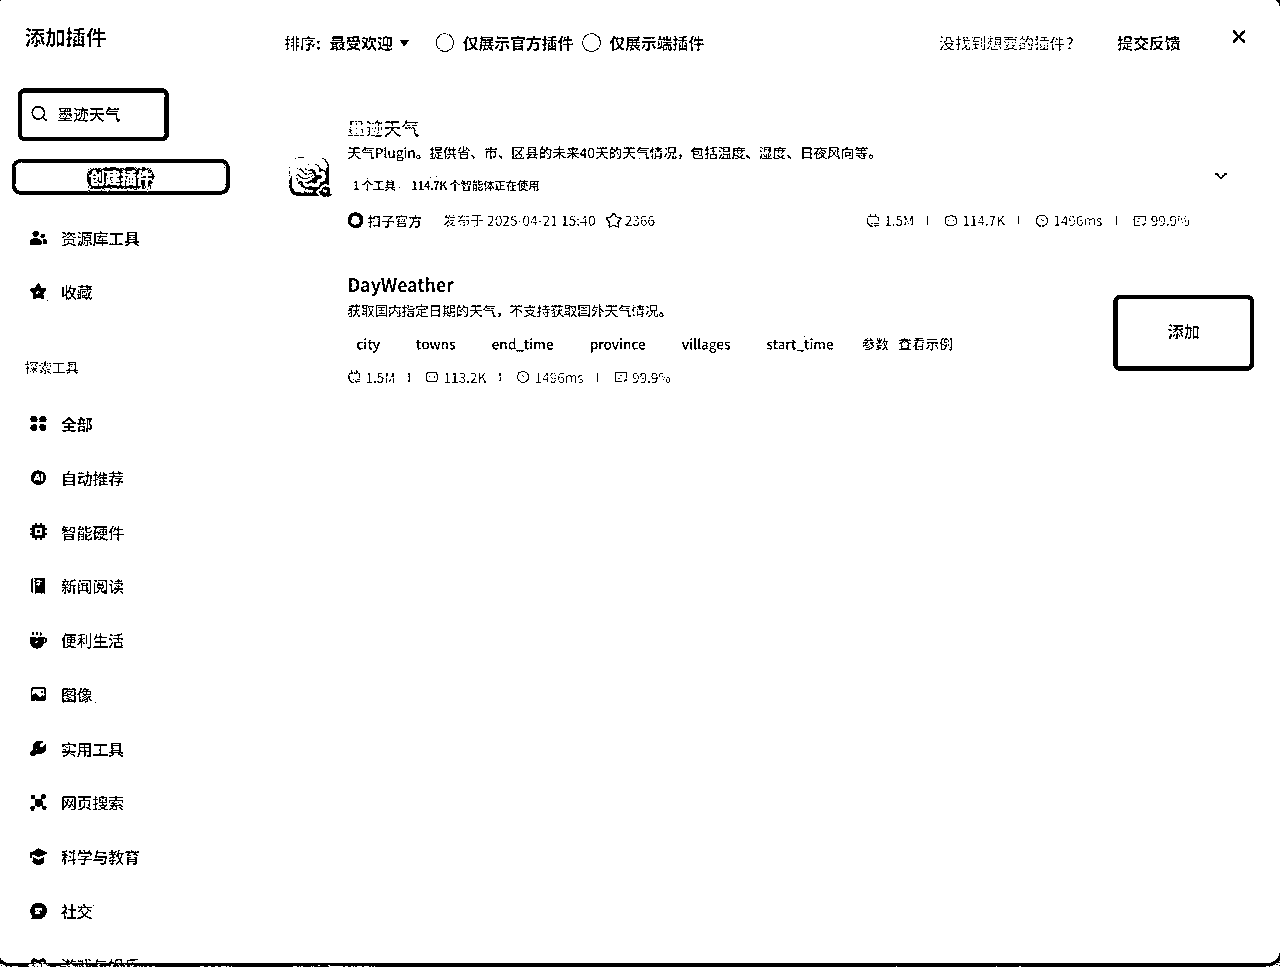 添加插件
排序: 最受欢迎 仅展示官方插件 仅展示端插件 没找到想要的插件? 提交反馈
墨迹天气
创建插件
资源库工具
收藏
探索工具
全部
自动推荐
智能硬件
新闻阅读
便利生活
图像
实用工具
网页搜索
科学与教育
社交
游戏与娱乐
墨迹天气
天气Plugin。提供省、市、区县的未来40天的天气情况，包括温度、湿度、日夜风向等。
1个工具 114.7K个智能体正在使用
扣子官方 发布于 2025-04-21 15:40 2366 1.5M 114.7K 1496ms 99.9%
DayWeather
获取国内指定日期的天气，不支持获取国外天气情况。
city towns end_time province villages start_time 参数 查看示例
1.5M 113.2K 1496ms 99.9%
添加